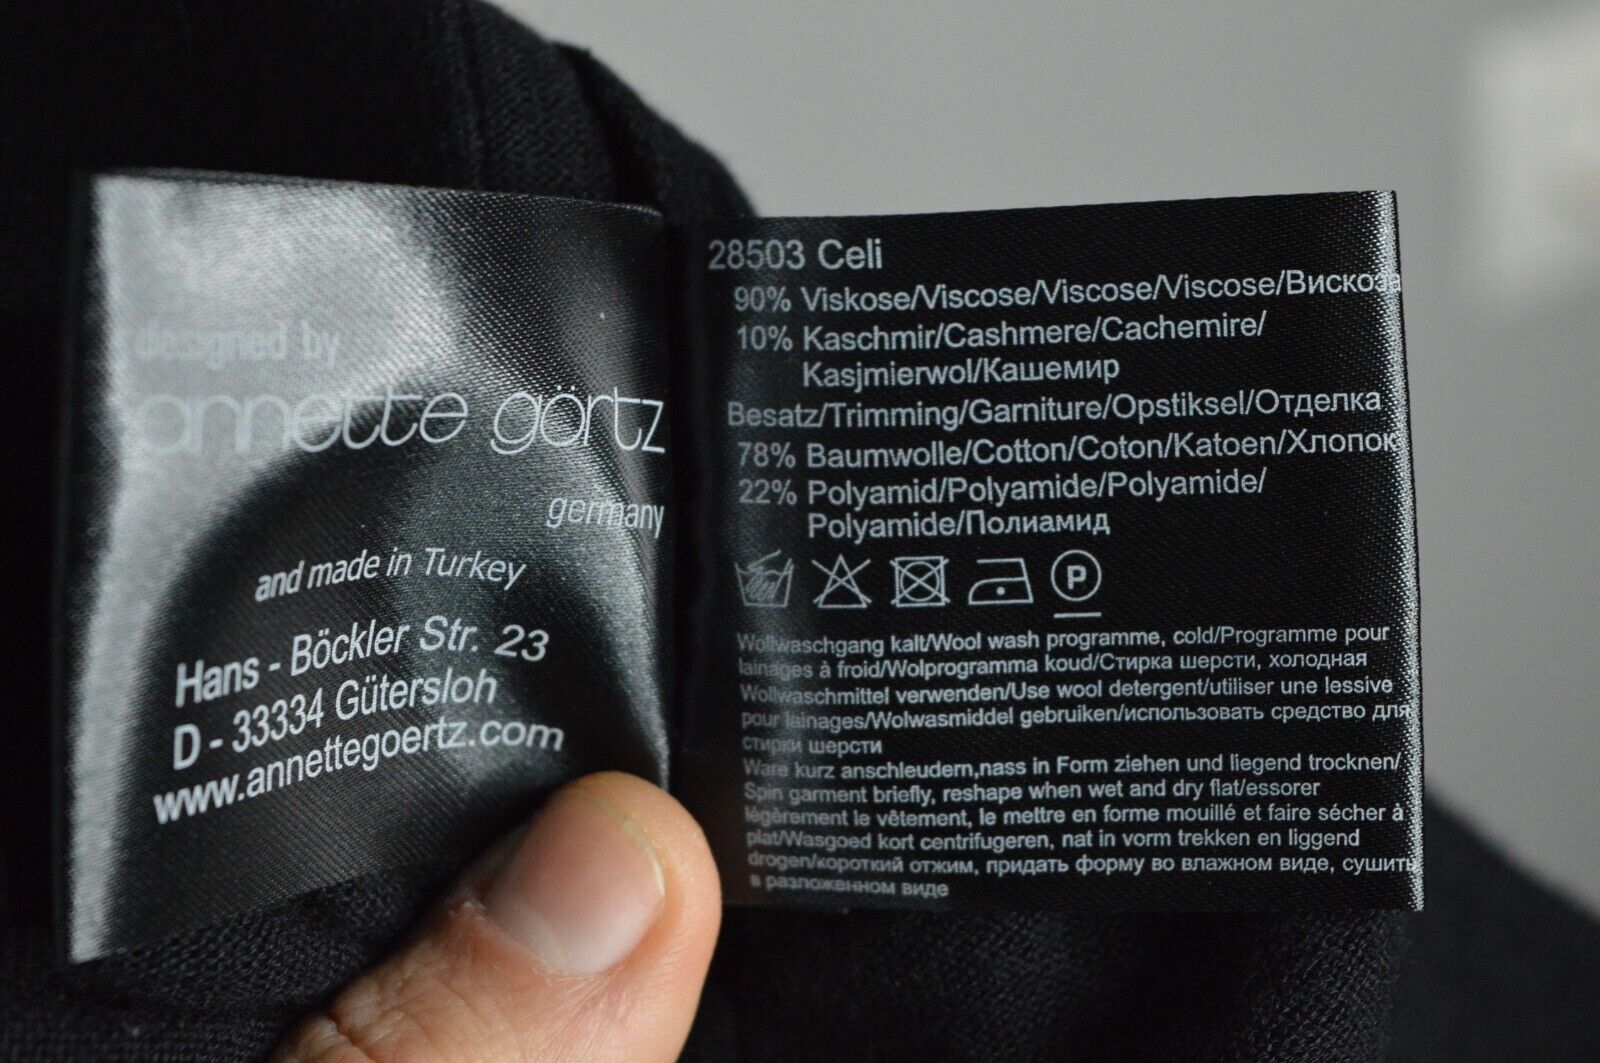 designed by
annette görtz
germany
and made in Turkey
Hans - Böckler Str. 23
D - 33334 Gütersloh
www.annettegoertz.com
28503 Celi
90% Viskose/Viscose/Viscose/Viscose/Вискоза
10% Kaschmir/Cashmere/Cachemire/
Kasjmierwol/Кашемир
Besatz/Trimming/Garniture/Opstiksel/Отделка
78% Baumwolle/Cotton/Coton/Katoen/Хлопок
22% Polyamid/Polyamide/Polyamide/
Polyamide/Полиамид
P
Wollwaschgang kalt/Wool wash programme, cold/Programme pour
lainages à froid/Wolprogramma koud/Стирка шерсти, холодная
Wollwaschmittel verwenden/Use wool detergent/utiliser une lessive
pour lainages/Wolwasmiddel gebruiken/использовать средство для
стирки шерсти
Ware kurz anschleudern,nass in Form ziehen und liegend trocknen/
Spin garment briefly, reshape when wet and dry flat/essorer
légèrement le vêtement, le mettre en forme mouillé et faire sécher à
plat/Wasgoed kort centrifugeren, nat in vorm trekken en liggend
drogen/короткий отжим, придать форму во влажном виде, сушить
в разложенном виде